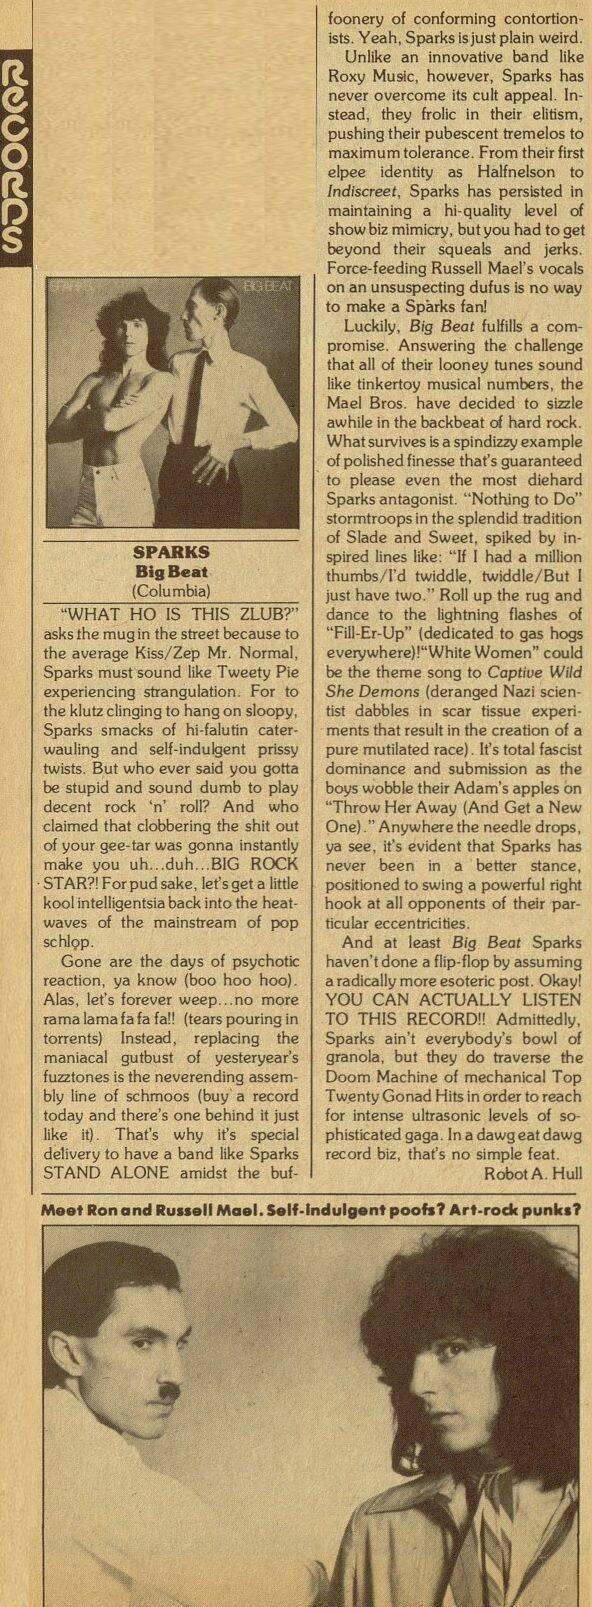 RECORDS
SPARKS
BIG BEAT
SPARKS
Big Beat
(Columbia)
"WHAT HO IS THIS ZLUB?"
asks the mug in the street because to
the average Kiss/Zep Mr. Normal,
Sparks must sound like Tweety Pie
experiencing strangulation. For to
the klutz clinging to hang on sloopy,
Sparks smacks of hi-falutin cater-
wauling and self-indulgent prissy
twists. But who ever said you gotta
be stupid and sound dumb to play
decent rock 'n' roll? And who
claimed that clobbering the shit out
of your gee-tar was gonna instantly
make you uh...duh...BIG ROCK
STAR?! For pud sake, let's get a little
kool intelligentsia back into the heat-
waves of the mainstream of pop
schlop.
Gone are the days of psychotic
reaction, ya know (boo hoo hoo).
Alas, let's forever weep...no more
rama lama fa fa fa!! (tears pouring in
torrents) Instead, replacing the
maniacal gutbust of yesteryear's
fuzztones is the neverending assem-
bly line of schmoos (buy a record
today and there's one behind it just
like it). That's why it's special
delivery to have a band like Sparks
STAND ALONE amidst the buf-
foonery of conforming contortion-
ists. Yeah, Sparks is just plain weird.
Unlike an innovative band like
Roxy Music, however, Sparks has
never overcome its cult appeal. In-
stead, they frolic in their elitism,
pushing their pubescent tremelos to
maximum tolerance. From their first
elpee identity as Halfnelson to
Indiscreet, Sparks has persisted in
maintaining a hi-quality level of
show biz mimicry, but you had to get
beyond their squeals and jerks.
Force-feeding Russell Mael's vocals
on an unsuspecting dufus is no way
to make a Sparks fan!
Luckily, Big Beat fulfills a com-
promise. Answering the challenge
that all of their looney tunes sound
like tinkertoy musical numbers, the
Mael Bros. have decided to sizzle
awhile in the backbeat of hard rock.
What survives is a spindizzy example
of polished finesse that's guaranteed
to please even the most diehard
Sparks antagonist. "Nothing to Do"
stormtroops in the splendid tradition
of Slade and Sweet, spiked by in-
spired lines like: "If I had a million
thumbs/I'd twiddle, twiddle/But I
just have two." Roll up the rug and
dance to the lightning flashes of
"Fill-Er-Up" (dedicated to gas hogs
everywhere)!"White Women" could
be the theme song to Captive Wild
She Demons (deranged Nazi scien-
tist dabbles in scar tissue experi-
ments that result in the creation of a
pure mutilated race). It's total fascist
dominance and submission as the
boys wobble their Adam's apples on
"Throw Her Away (And Get a New
One)." Anywhere the needle drops,
ya see, it's evident that Sparks has
never been in a better stance,
positioned to swing a powerful right
hook at all opponents of their par-
ticular eccentricities.
And at least Big Beat Sparks
haven't done a flip-flop by assuming
a radically more esoteric post. Okay!
YOU CAN ACTUALLY LISTEN
TO THIS RECORD!! Admittedly,
Sparks ain't everybody's bowl of
granola, but they do traverse the
Doom Machine of mechanical Top
Twenty Gonad Hits in order to reach
for intense ultrasonic levels of so-
phisticated gaga. In a dawg eat dawg
record biz, that's no simple feat.
Robot A. Hull
Meet Ron and Russell Mael. Self-indulgent poofs? Art-rock punks?